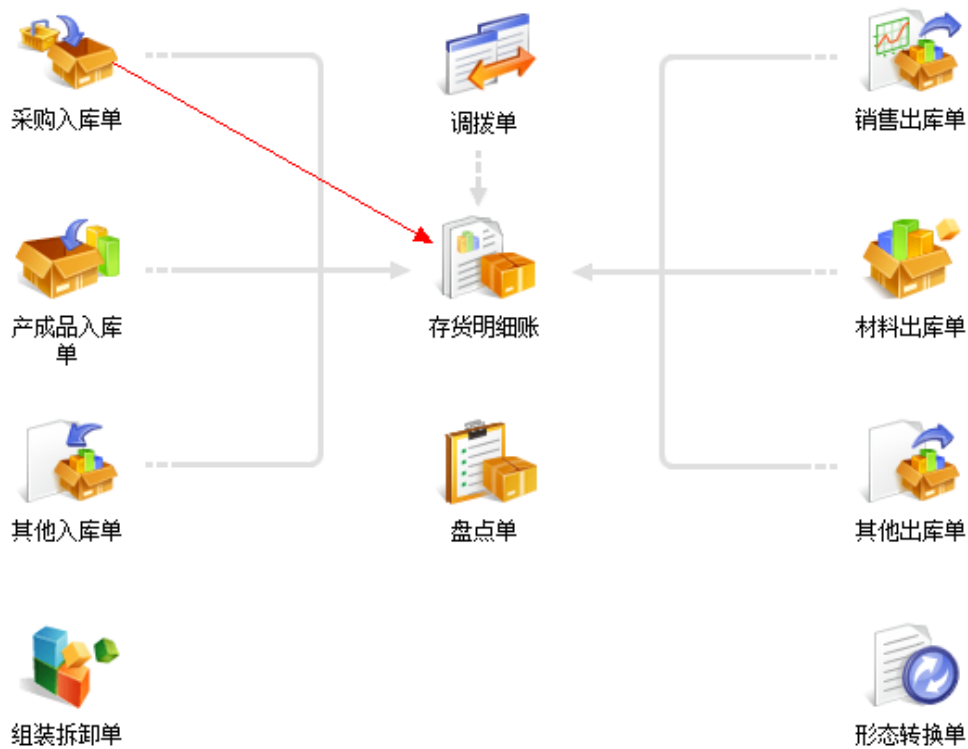 采购入库单
调拨单
销售出库单
产成品入库
单
存货明细账
材料出库单
其他入库单
盘点单
其他出库单
组装拆卸单
形态转换单